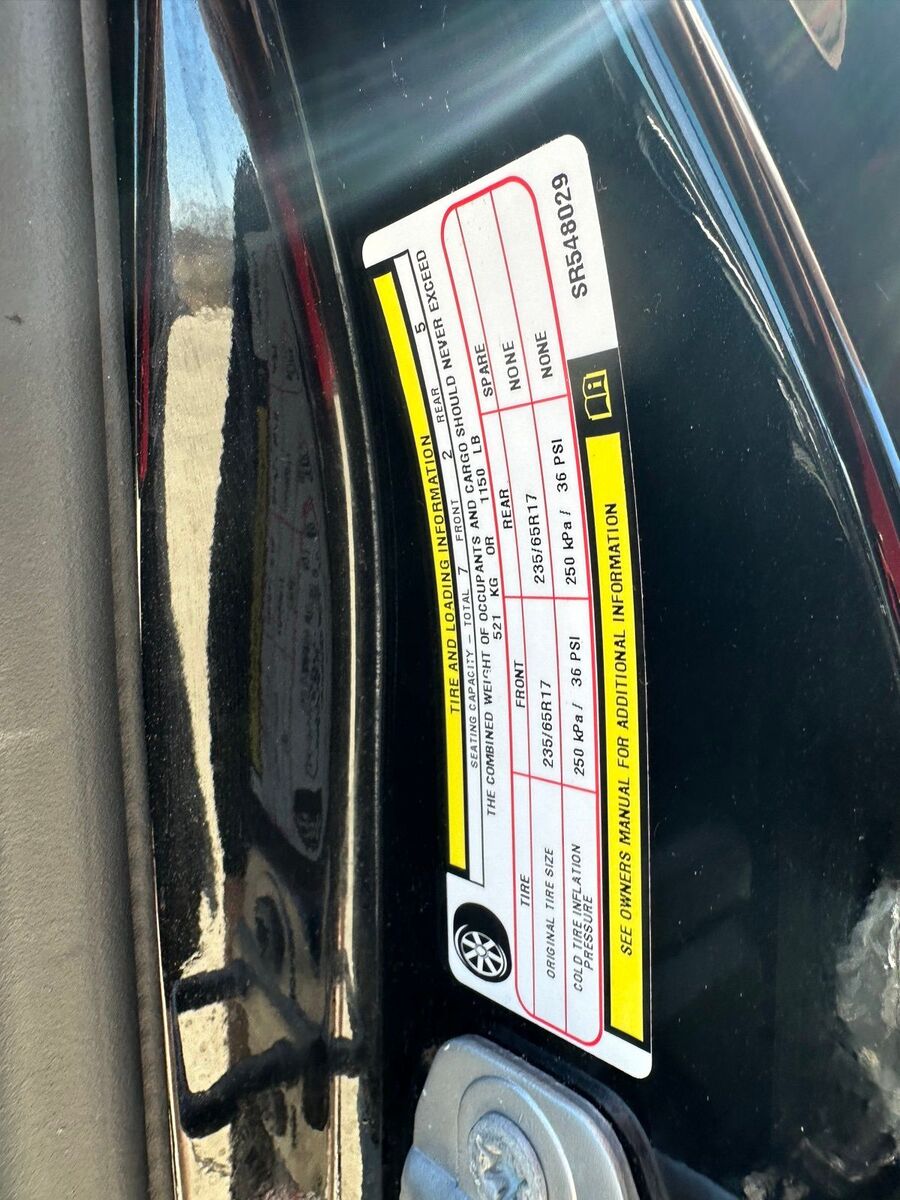 TIRE AND LOADING INFORMATION
SEATING CAPACITY - TOTAL 7 FRONT 2 REAR 5
THE COMBINED WEIGHT OF OCCUPANTS AND CARGO SHOULD NEVER EXCEED
521 KG OR 1150 LB
TIRE FRONT REAR SPARE
ORIGINAL TIRE SIZE 235/65R17 235/65R17 NONE
COLD TIRE INFLATION
PRESSURE 250 kPa / 36 PSI 250 kPa / 36 PSI NONE
SEE OWNERS MANUAL FOR ADDITIONAL INFORMATION
SR548029